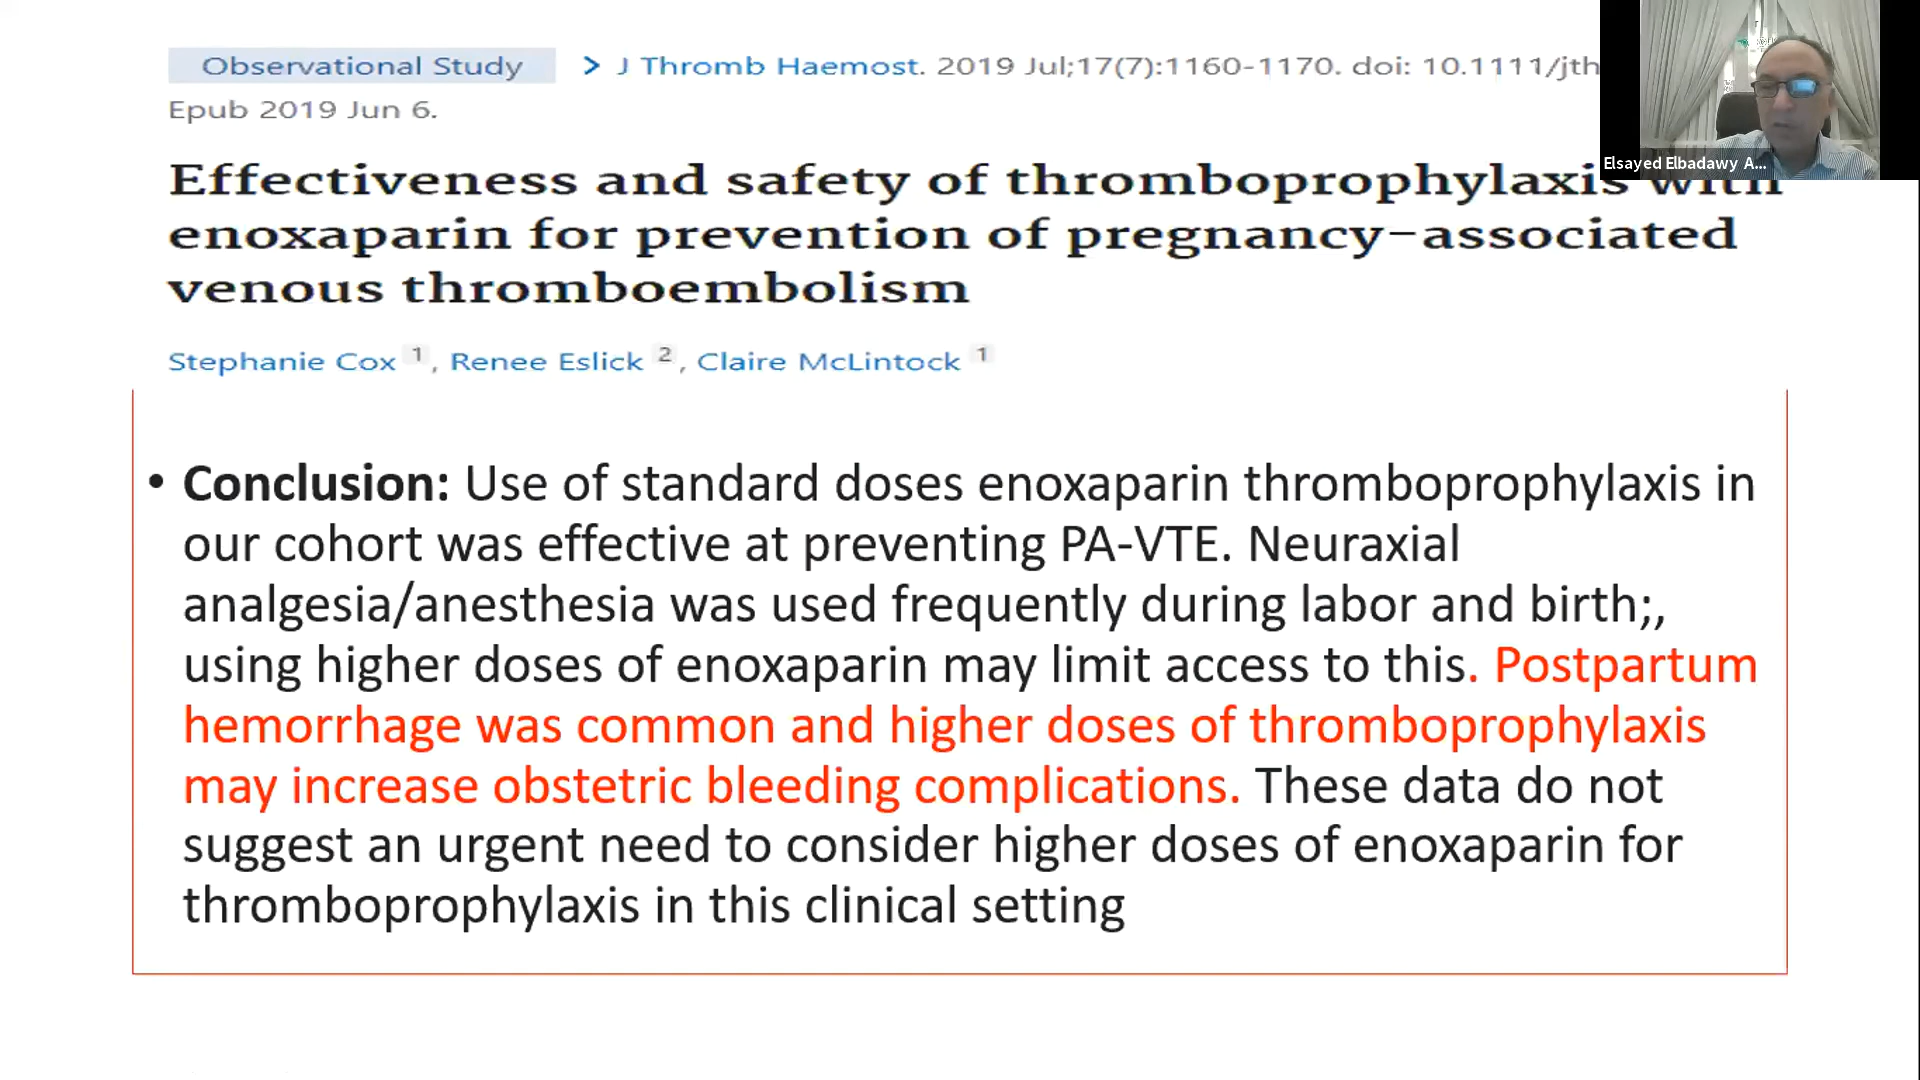 Observational Study > J Thromb Haemost. 2019 Jul;17(7):1160-1170. doi: 10.1111/jth
Epub 2019 Jun 6.
Elsayed Elbadawy A...
Effectiveness and safety of thromboprophylaxis with
enoxaparin for prevention of pregnancy-associated
venous thromboembolism
Stephanie Cox 1, Renee Eslick 2, Claire McLintock 1
• Conclusion: Use of standard doses enoxaparin thromboprophylaxis in
our cohort was effective at preventing PA-VTE. Neuraxial
analgesia/anesthesia was used frequently during labor and birth;,
using higher doses of enoxaparin may limit access to this. Postpartum
hemorrhage was common and higher doses of thromboprophylaxis
may increase obstetric bleeding complications. These data do not
suggest an urgent need to consider higher doses of enoxaparin for
thromboprophylaxis in this clinical setting